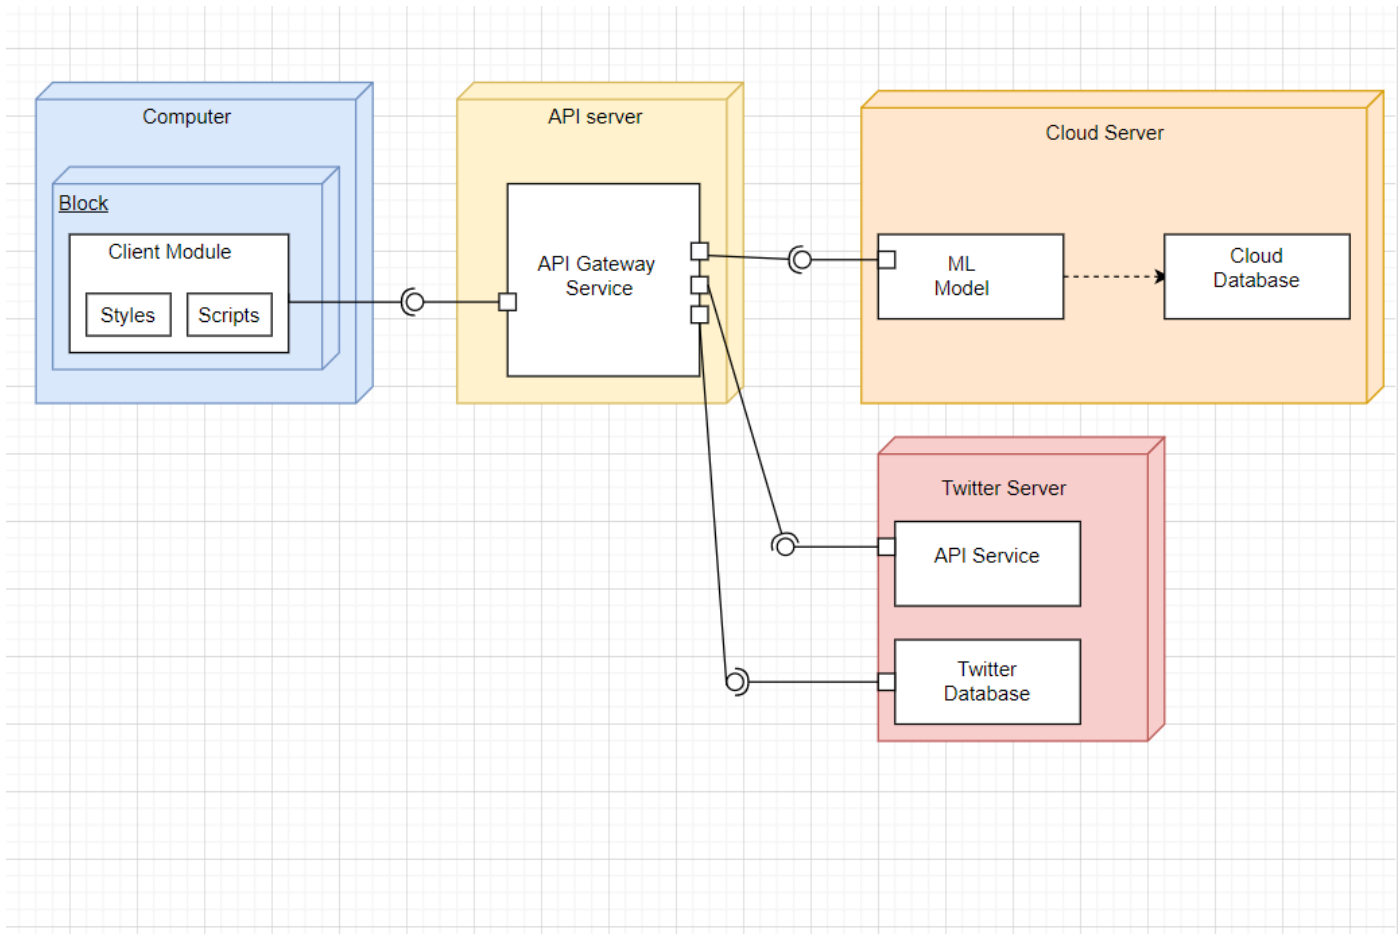 Computer
Block
Client Module
Styles
Scripts
API server
API Gateway
Service
Cloud Server
ML
Model
Cloud
Database
Twitter Server
API Service
Twitter
Database